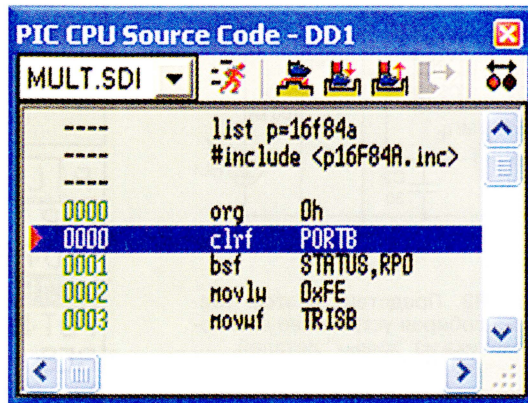 PIC CPU Source Code - DD1
MULT.SDI
---- list p=16f84a
---- #include <p16F84A.inc>
----
0000 org 0h
0000 clrf PORTB
0001 bsf STATUS,RP0
0002 movlw 0xFE
0003 movwf TRISB